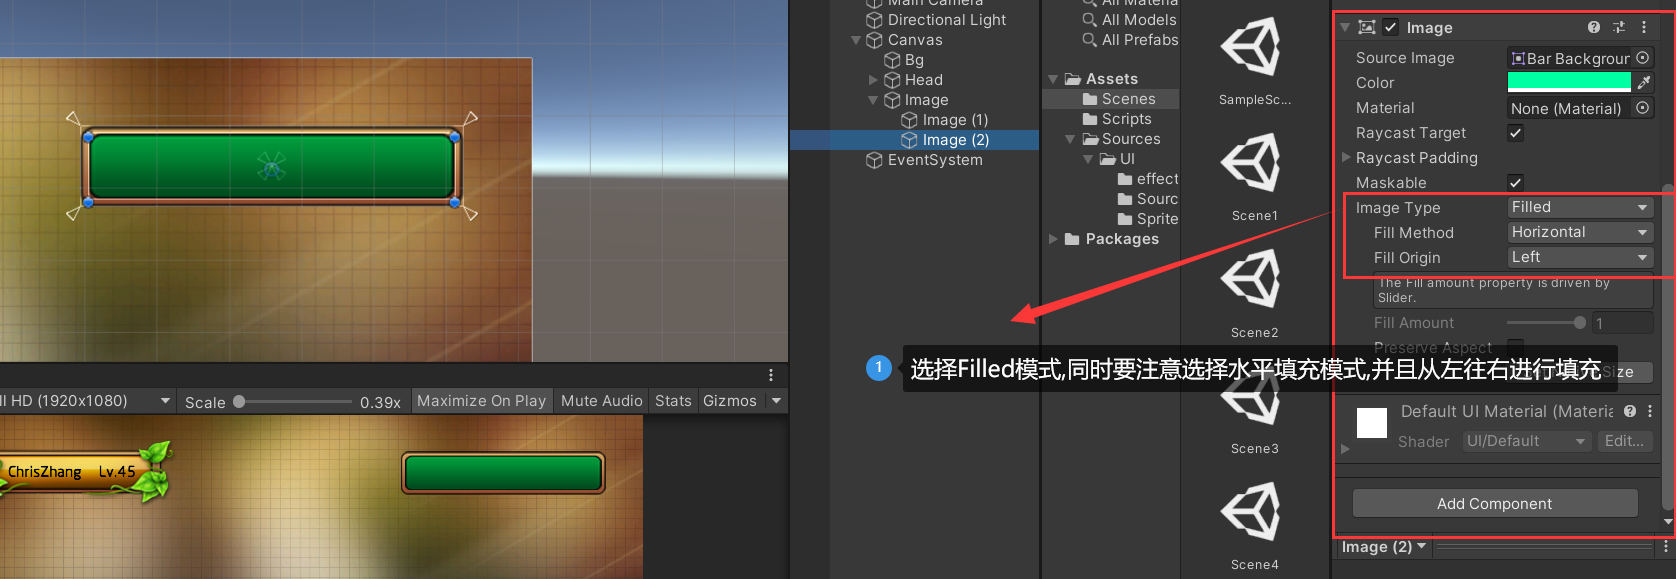 Main Camera
Directional Light
Canvas
Bg
Head
Image
Image (1)
Image (2)
EventSystem
All Materia
All Models
All Prefabs
Assets
Scenes
Scripts
Sources
UI
effect
Sourc
Sprite
Packages
SampleSc...
Scene1
Scene2
Scene3
Scene4
Image
Source Image
Bar Backgrour
Color
Material
None (Material)
Raycast Target
Raycast Padding
Maskable
Image Type
Filled
Fill Method
Horizontal
Fill Origin
Left
The Fill amount property is driven by
Slider.
Fill Amount
1
Preserve Aspect
Size
1
选择Filled模式,同时要注意选择水平填充模式,并且从左往右进行填充
Default UI Material (Materia
Shader
UI/Default
Edit...
Add Component
Image (2)
ll HD (1920x1080)
Scale
0.39x
Maximize On Play
Mute Audio
Stats
Gizmos
ChrisZhang Lv.45